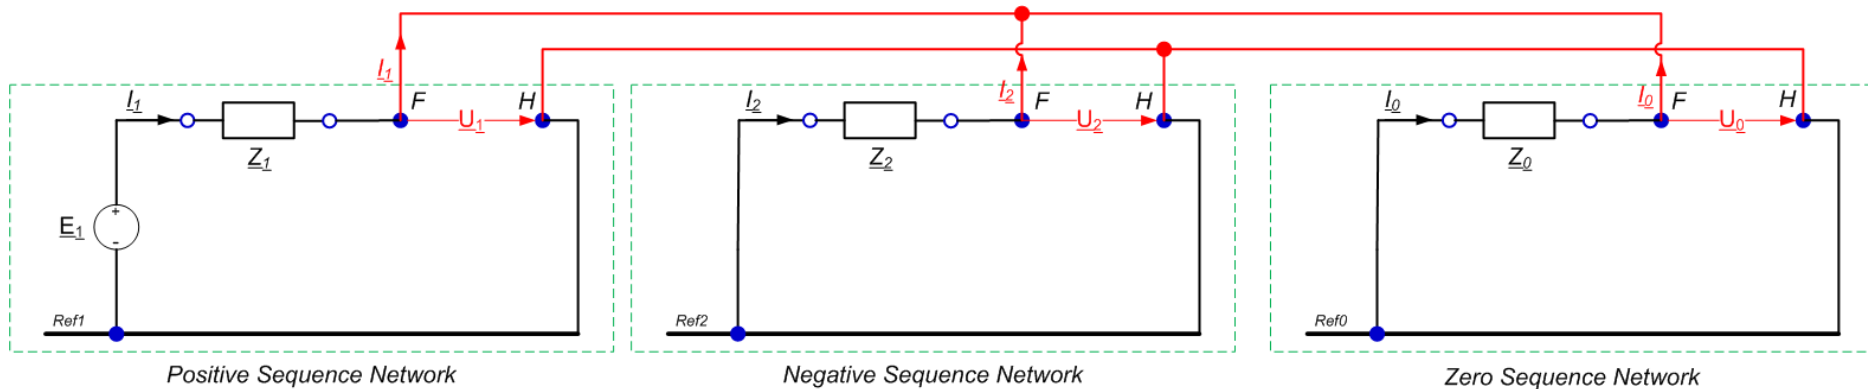 I1
F
H
I1
U1
Z1
E1
+
-
Ref1
Positive Sequence Network
I2
I2
F
H
U2
Z2
Ref2
Negative Sequence Network
I0
I0
F
H
U0
Z0
Ref0
Zero Sequence Network